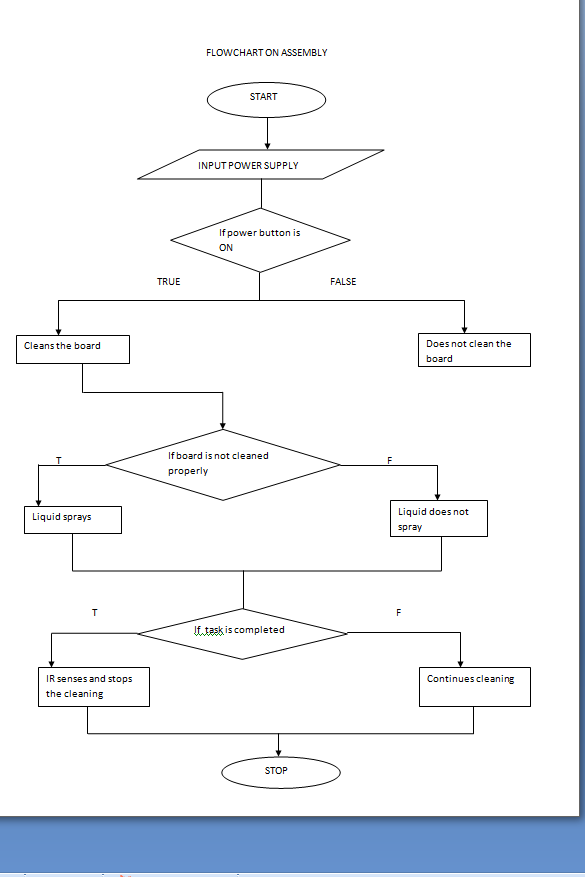 FLOWCHART ON ASSEMBLY
START
INPUT POWER SUPPLY
If power button is
ON
TRUE
FALSE
Cleans the board
Does not clean the
board
If board is not cleaned
properly
T
F
Liquid sprays
Liquid does not
spray
T
F
If task is completed
IR senses and stops
the cleaning
Continues cleaning
STOP